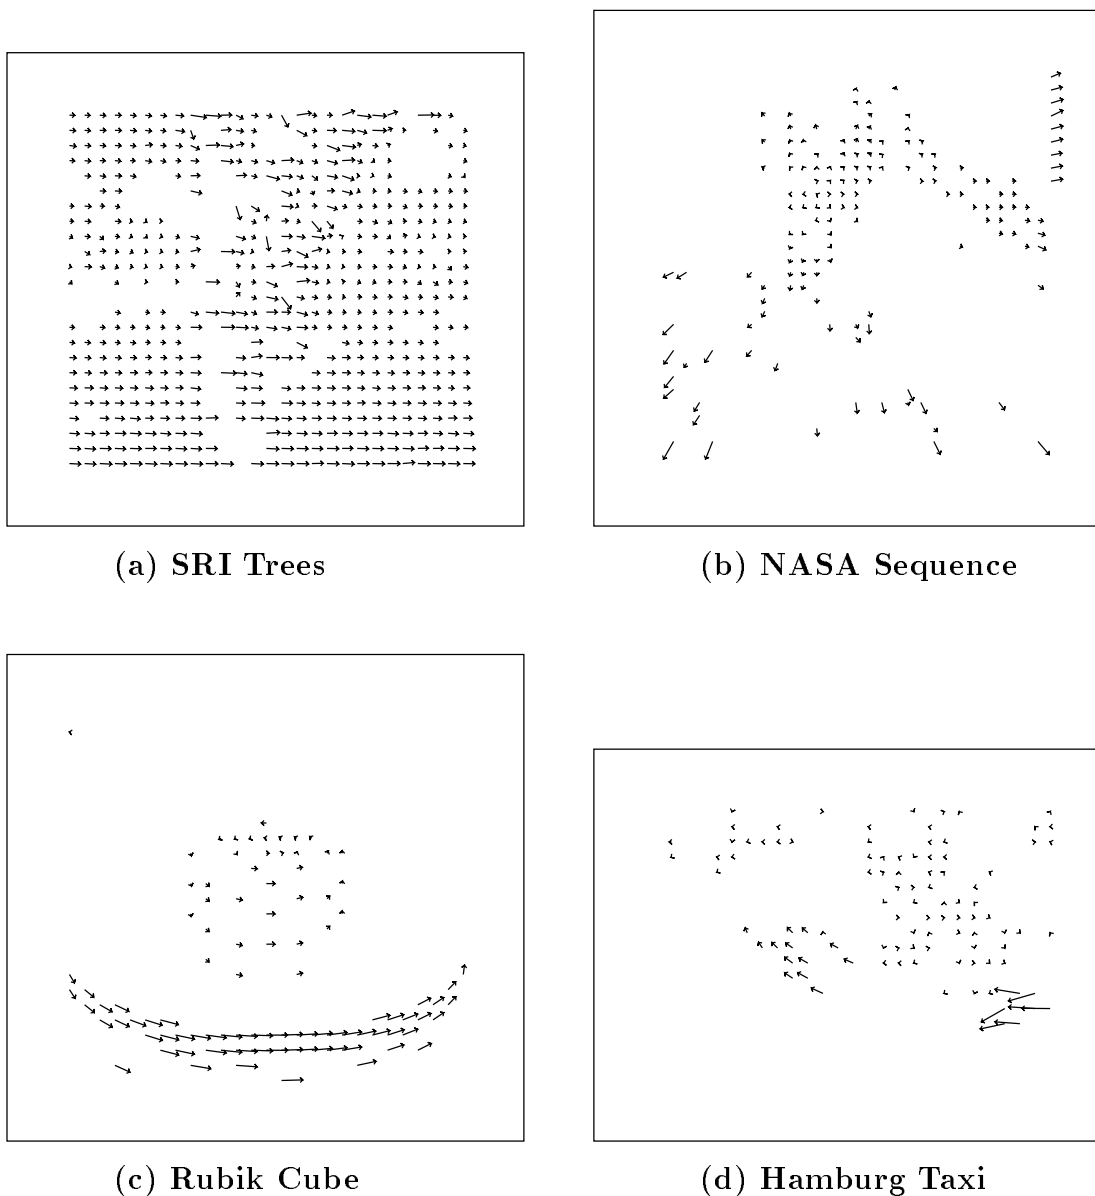 (a) SRI Trees
(b) NASA Sequence
(c) Rubik Cube
(d) Hamburg Taxi